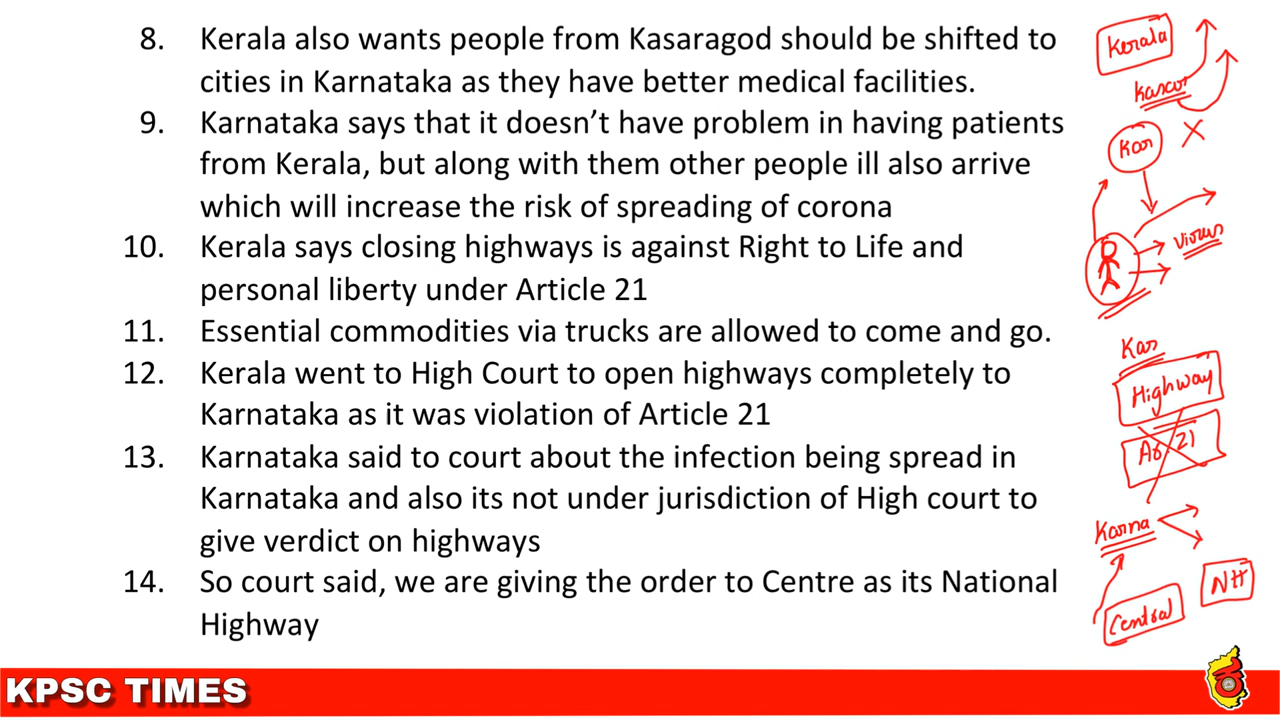 8. Kerala also wants people from Kasaragod should be shifted to
cities in Karnataka as they have better medical facilities.
9. Karnataka says that it doesn’t have problem in having patients
from Kerala, but along with them other people ill also arrive
which will increase the risk of spreading of corona
10. Kerala says closing highways is against Right to Life and
personal liberty under Article 21
11. Essential commodities via trucks are allowed to come and go.
12. Kerala went to High Court to open highways completely to
Karnataka as it was violation of Article 21
13. Karnataka said to court about the infection being spread in
Karnataka and also its not under jurisdiction of High court to
give verdict on highways
14. So court said, we are giving the order to Centre as its National
Highway
Kerala
Kar
Virus
Kar
Highway
21
Karna
NH
Central
KPSC TIMES